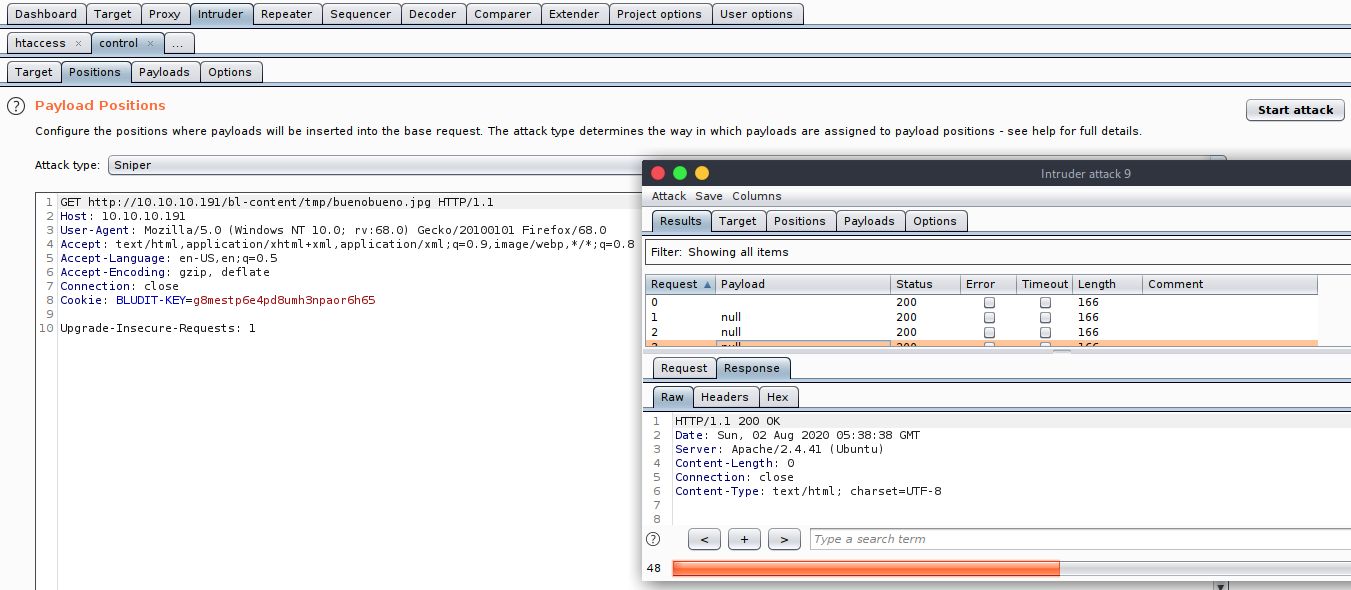 Dashboard Target Proxy Intruder Repeater Sequencer Decoder Comparer Extender Project options User options
htaccess × control × ...
Target Positions Payloads Options
? Payload Positions
Start attack
Configure the positions where payloads will be inserted into the base request. The attack type determines the way in which payloads are assigned to payload positions - see help for full details.
Attack type: Sniper
1 GET http://10.10.10.191/bl-content/tmp/buenobueno.jpg HTTP/1.1
2 Host: 10.10.10.191
3 User-Agent: Mozilla/5.0 (Windows NT 10.0; rv:68.0) Gecko/20100101 Firefox/68.0
4 Accept: text/html,application/xhtml+xml,application/xml;q=0.9,image/webp,*/*;q=0.8
5 Accept-Language: en-US,en;q=0.5
6 Accept-Encoding: gzip, deflate
7 Connection: close
8 Cookie: BLUDIT-KEY=g8mestp6e4pd8umh3npaor6h65
9
10 Upgrade-Insecure-Requests: 1
Intruder attack 9
Attack Save Columns
Results Target Positions Payloads Options
Filter: Showing all items
Request Payload Status Error Timeout Length Comment
0 200 166
1 null 200 166
2 null 200 166
3 null 200 166
Request Response
Raw Headers Hex
1 HTTP/1.1 200 OK
2 Date: Sun, 02 Aug 2020 05:38:38 GMT
3 Server: Apache/2.4.41 (Ubuntu)
4 Content-Length: 0
5 Connection: close
6 Content-Type: text/html; charset=UTF-8
7
8
? < + > Type a search term
48